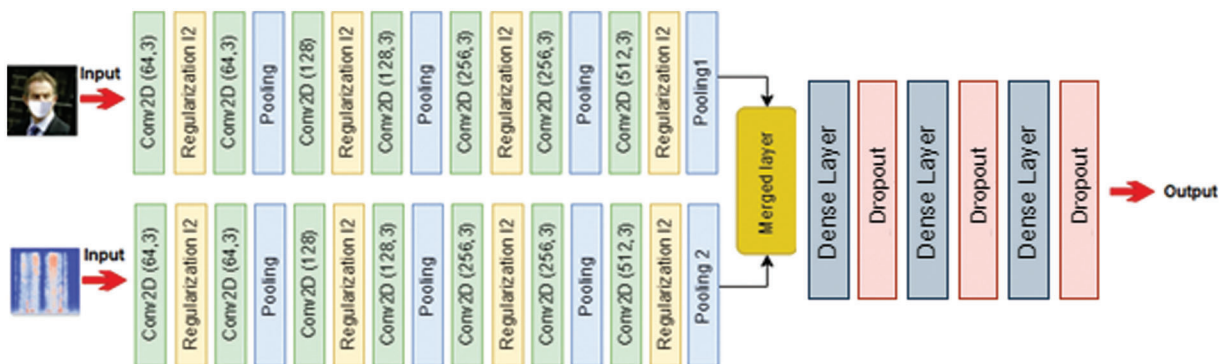 Input
Conv2D (64,3)
Regularization l2
Conv2D (64,3)
Pooling
Conv2D (128)
Regularization l2
Conv2D (128,3)
Pooling
Conv2D (256,3)
Regularization l2
Conv2D (256,3)
Pooling
Conv2D (512,3)
Regularization l2
Pooling1
Input
Conv2D (64,3)
Regularization l2
Conv2D (64,3)
Pooling
Conv2D (128)
Regularization l2
Conv2D (128,3)
Pooling
Conv2D (256,3)
Regularization l2
Conv2D (256,3)
Pooling
Conv2D (512,3)
Regularization l2
Pooling 2
Merged layer
Dense Layer
Dropout
Dense Layer
Dropout
Dense Layer
Dropout
Output